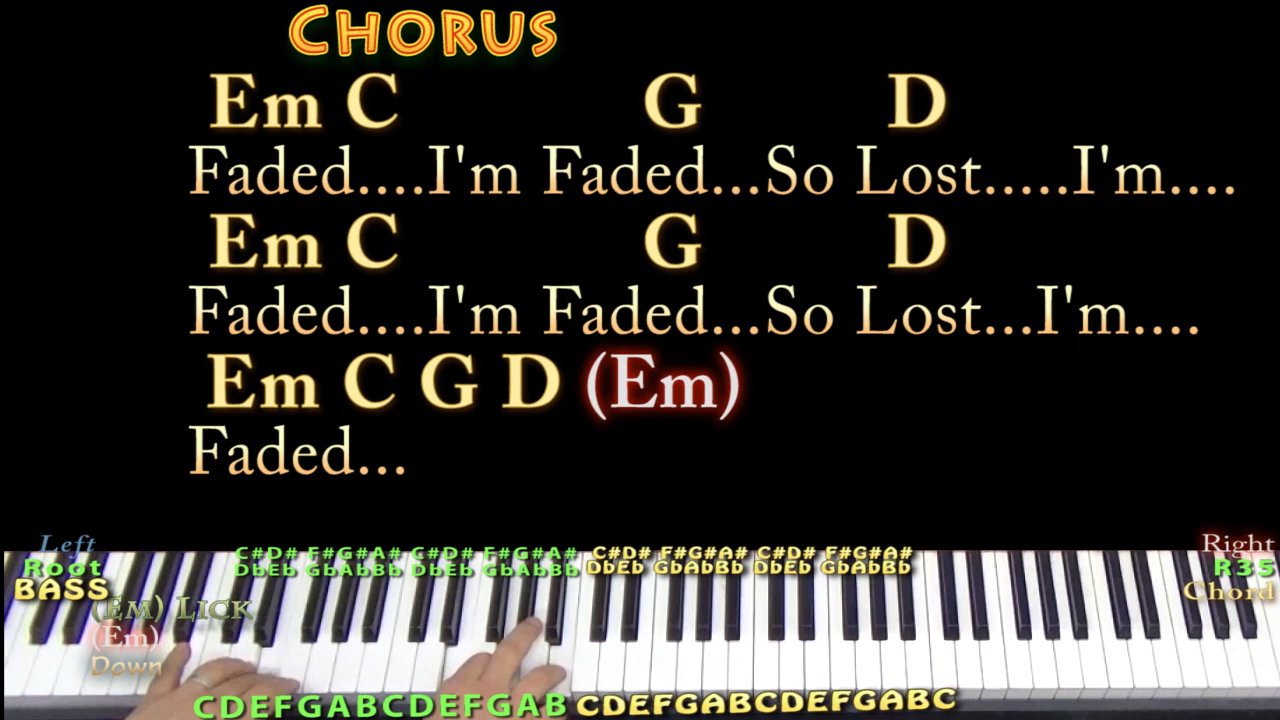 CHORUS
Em C G D
Faded....I'm Faded...So Lost.....I'm....
Em C G D
Faded....I'm Faded...So Lost...I'm....
Em C G D (Em)
Faded...
Left
Root
BASS
(Em) Lick
(Em)
Down
C#D# F#G#A# C#D# F#G#A# C#D# F#G#A# C#D# F#G#A#
DbEb GbAbBb DbEb GbAbBb DbEb GbAbBb DbEb GbAbBb
Right
R35
Chord
CDEFGABCDEFGAB CDEFGABCDEFGABC